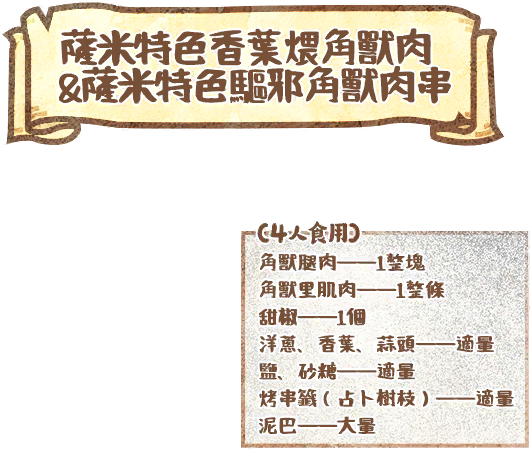 薩米特色香葉煨角獸肉
&薩米特色驅邪角獸肉串
(4人食用)
角獸腿肉——1整塊
角獸里肌肉——1整條
甜椒——1個
洋蔥、香葉、蒜頭——適量
鹽、砂糖——適量
烤串籤（占卜樹枝）——適量
泥巴——大量